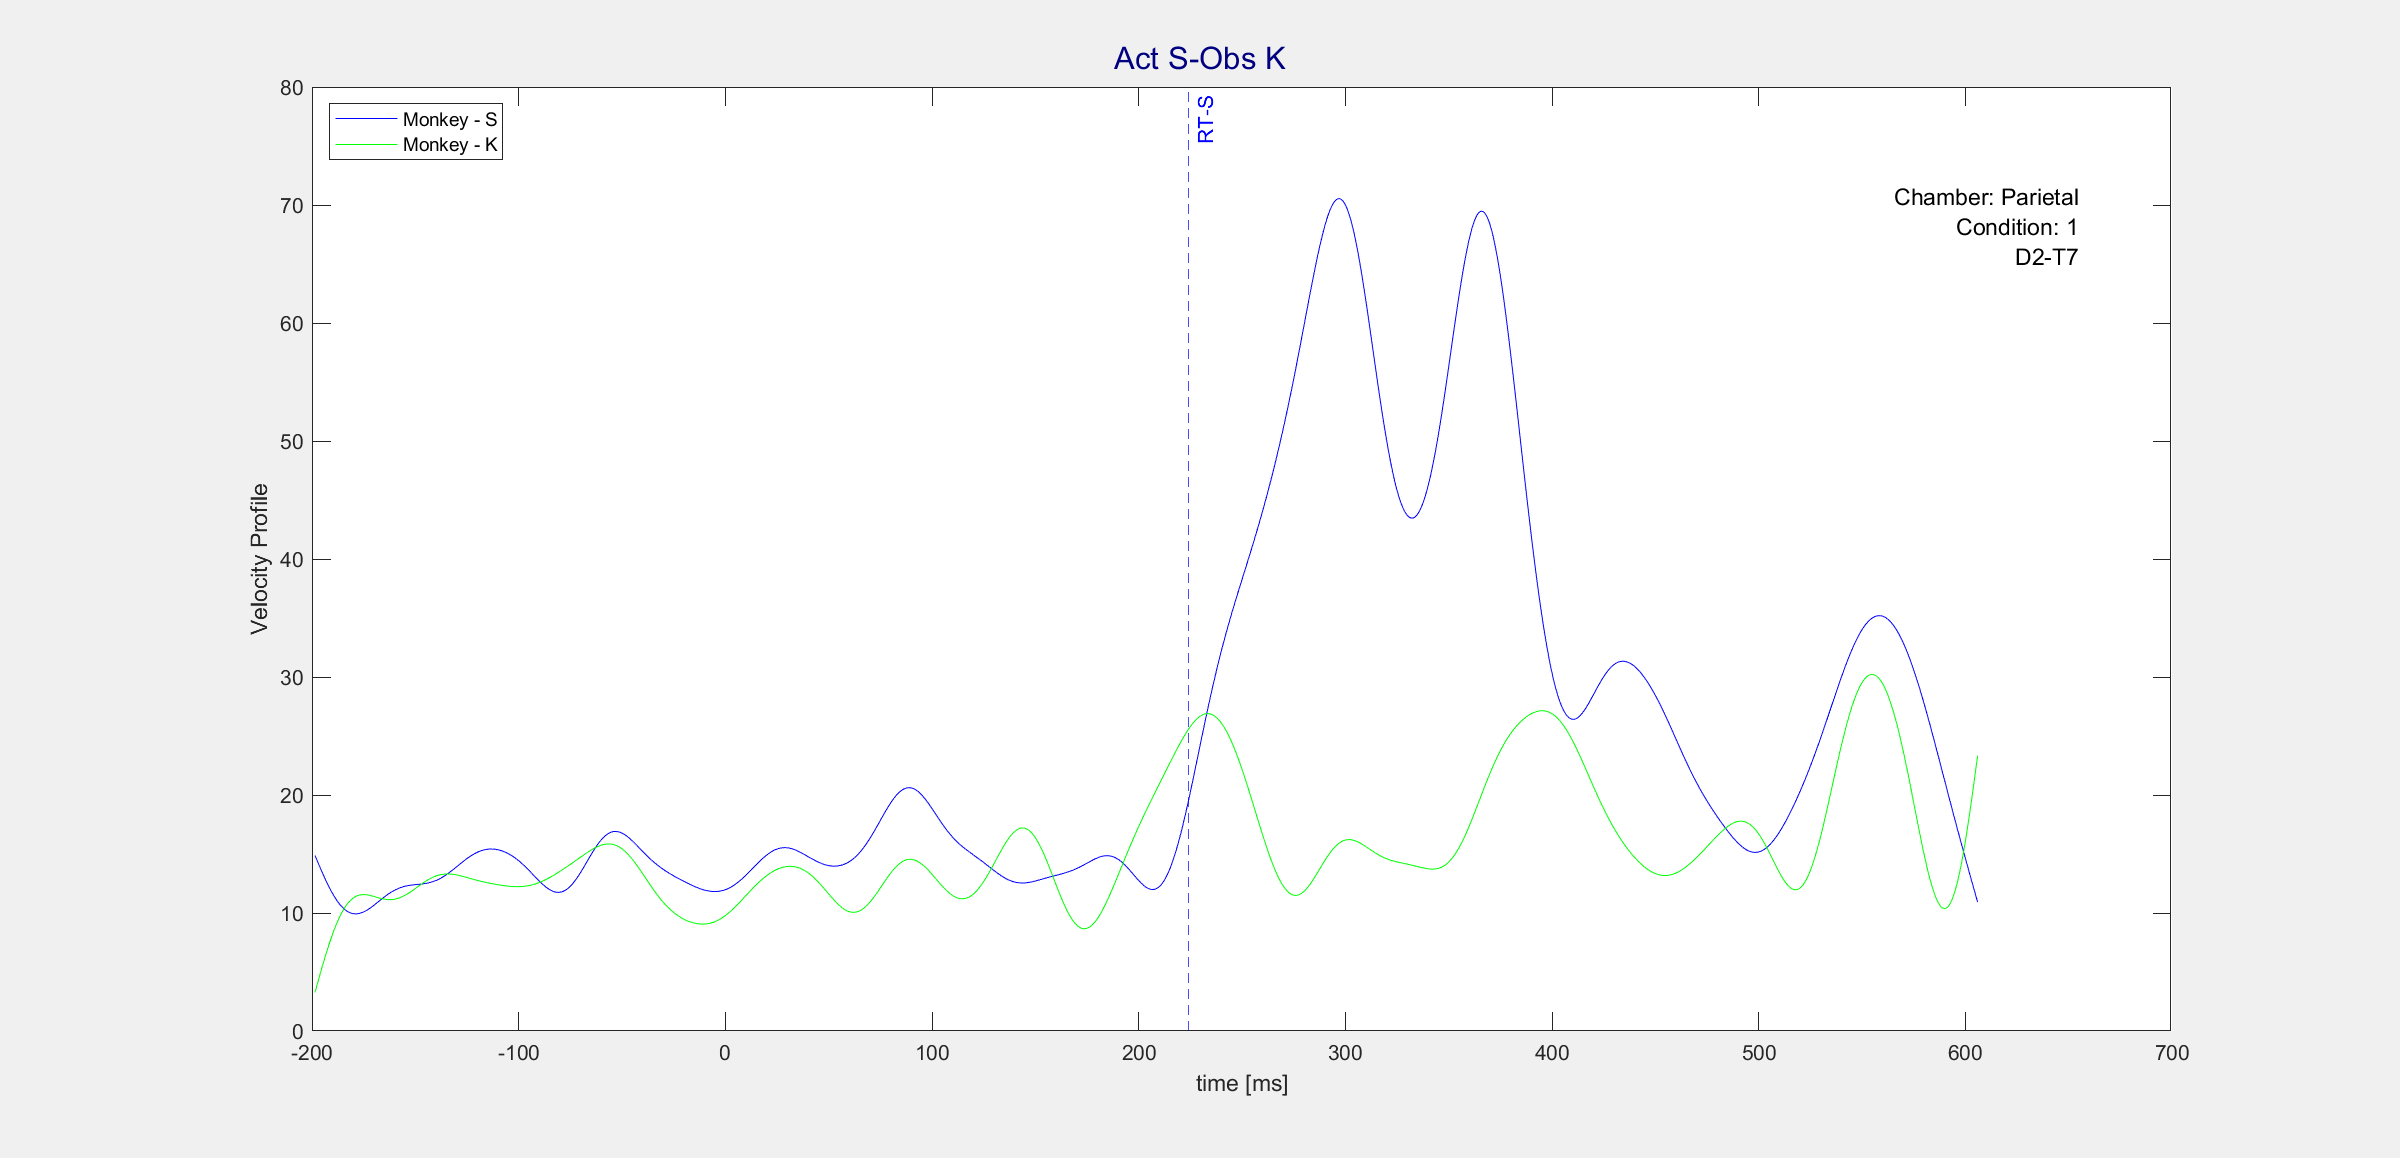 Act S-Obs K
Monkey - S
Monkey - K
RT-S
Chamber: Parietal
Condition: 1
D2-T7
Velocity Profile
80
70
60
50
40
30
20
10
0
-200 -100 0 100 200 300 400 500 600 700
time [ms]